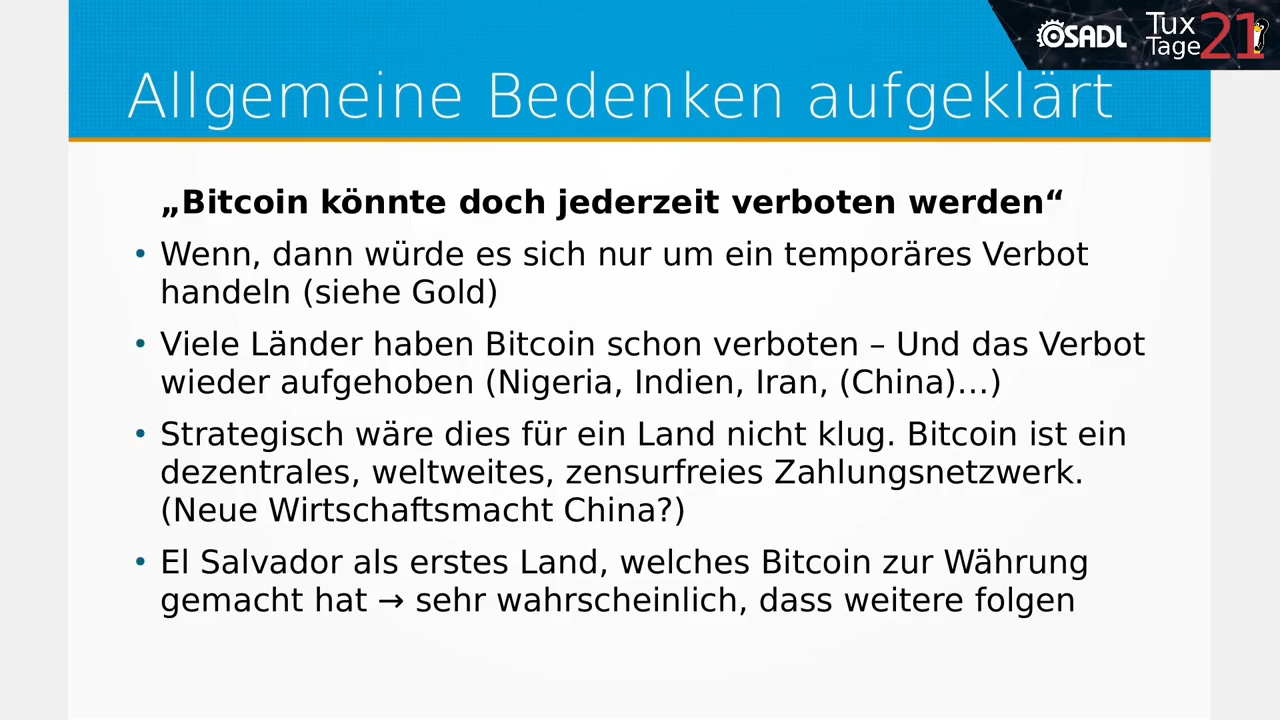 OSADL
Tux
Tage
21
Allgemeine Bedenken aufgeklärt
„Bitcoin könnte doch jederzeit verboten werden“
• Wenn, dann würde es sich nur um ein temporäres Verbot
handeln (siehe Gold)
• Viele Länder haben Bitcoin schon verboten – Und das Verbot
wieder aufgehoben (Nigeria, Indien, Iran, (China)…)
• Strategisch wäre dies für ein Land nicht klug. Bitcoin ist ein
dezentrales, weltweites, zensurfreies Zahlungsnetzwerk.
(Neue Wirtschaftsmacht China?)
• El Salvador als erstes Land, welches Bitcoin zur Währung
gemacht hat → sehr wahrscheinlich, dass weitere folgen